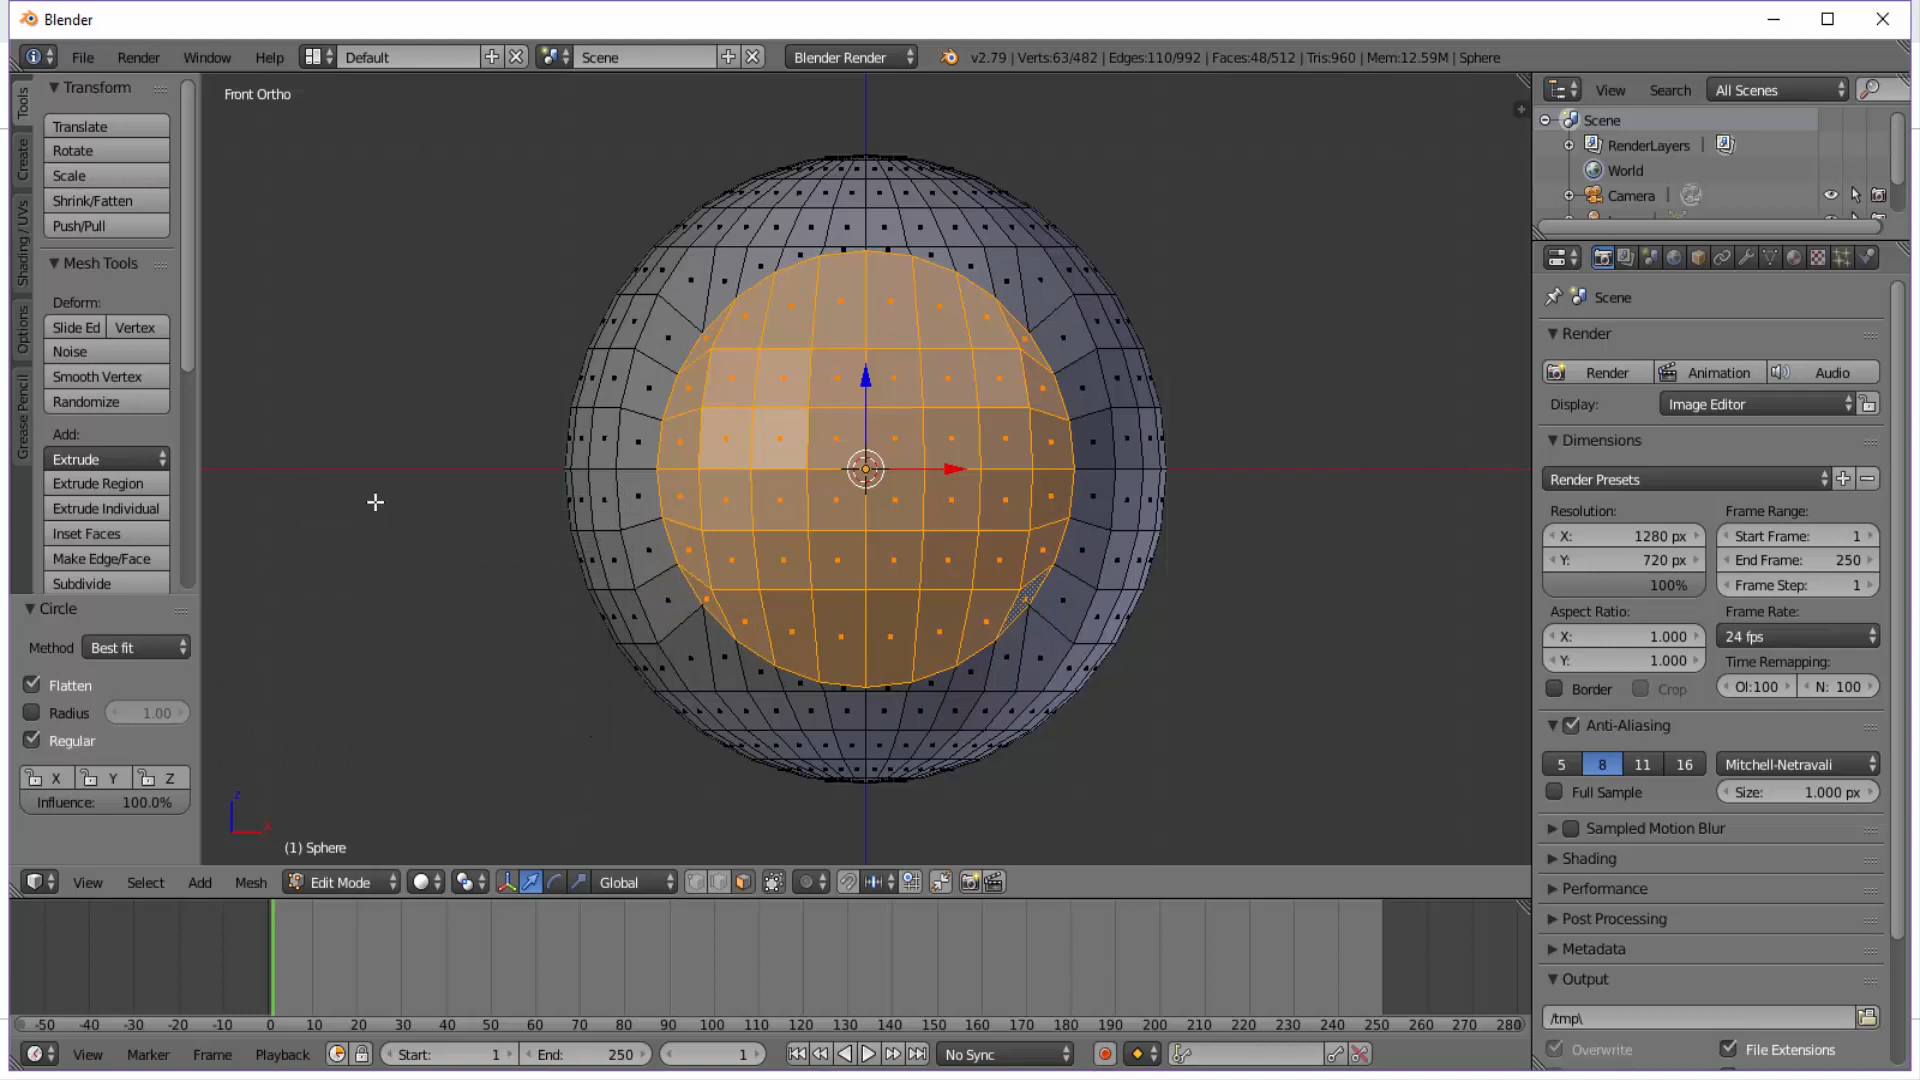 Blender
File Render Window Help Default Scene Blender Render v2.79 | Verts:63/482 | Edges:110/992 | Faces:48/512 | Tris:960 | Mem:12.59M | Sphere
Tools
Create
Shading / UVs
Options
Grease Pencil
Transform
Translate
Rotate
Scale
Shrink/Fatten
Push/Pull
Mesh Tools
Deform:
Slide Ed Vertex
Noise
Smooth Vertex
Randomize
Add:
Extrude
Extrude Region
Extrude Individual
Inset Faces
Make Edge/Face
Subdivide
Circle
Method Best fit
Flatten
Radius 1.00
Regular
X Y Z
Influence: 100.0%
Front Ortho
z
x
(1) Sphere
View Select Add Mesh Edit Mode Global
-50 -40 -30 -20 -10 0 10 20 30 40 50 60 70 80 90 100 110 120 130 140 150 160 170 180 190 200 210 220 230 240 250 260 270 280
View Marker Frame Playback Start: 1 End: 250 1 No Sync
View Search All Scenes
Scene
RenderLayers |
World
Camera |
Scene
Render
Render Animation Audio
Display: Image Editor
Dimensions
Render Presets
Resolution: Frame Range:
X: 1280 px Start Frame: 1
Y: 720 px End Frame: 250
100% Frame Step: 1
Aspect Ratio: Frame Rate:
X: 1.000 24 fps
Y: 1.000 Time Remapping:
Border Crop Ol:100 N: 100
Anti-Aliasing
5 8 11 16 Mitchell-Netravali
Full Sample Size: 1.000 px
Sampled Motion Blur
Shading
Performance
Post Processing
Metadata
Output
/tmp\
Overwrite File Extensions